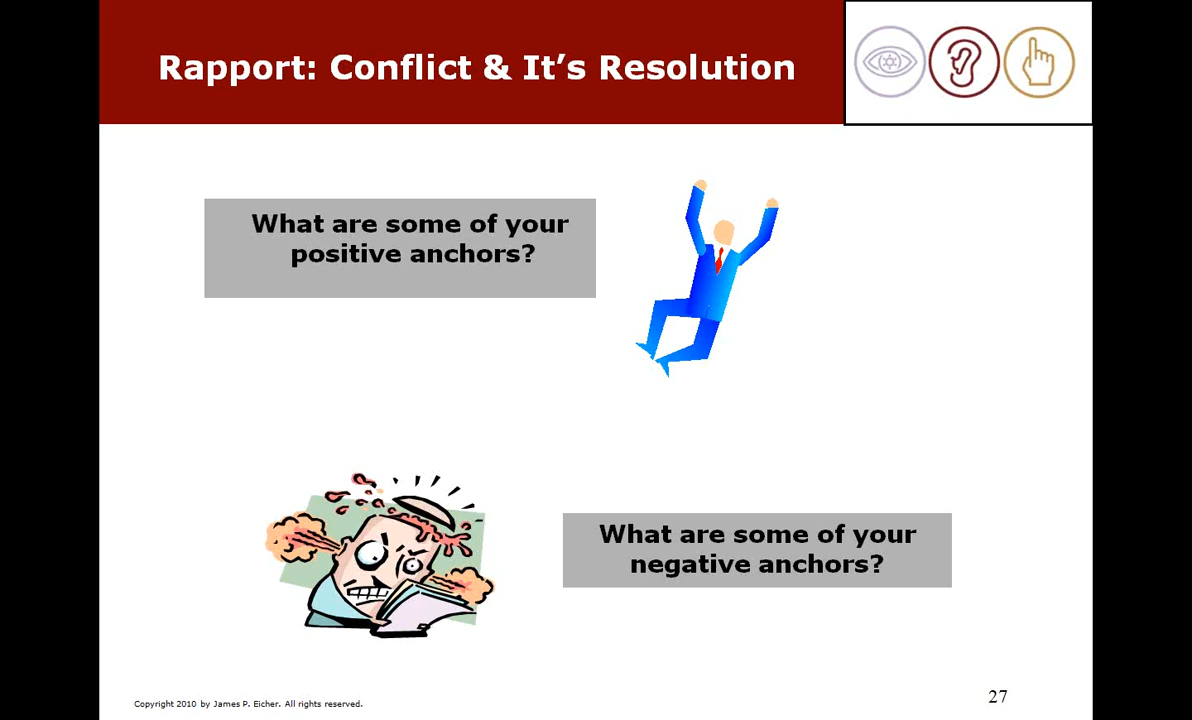 Rapport: Conflict & It’s Resolution
What are some of your
positive anchors?
What are some of your
negative anchors?
Copyright 2010 by James P. Eicher. All rights reserved.
27